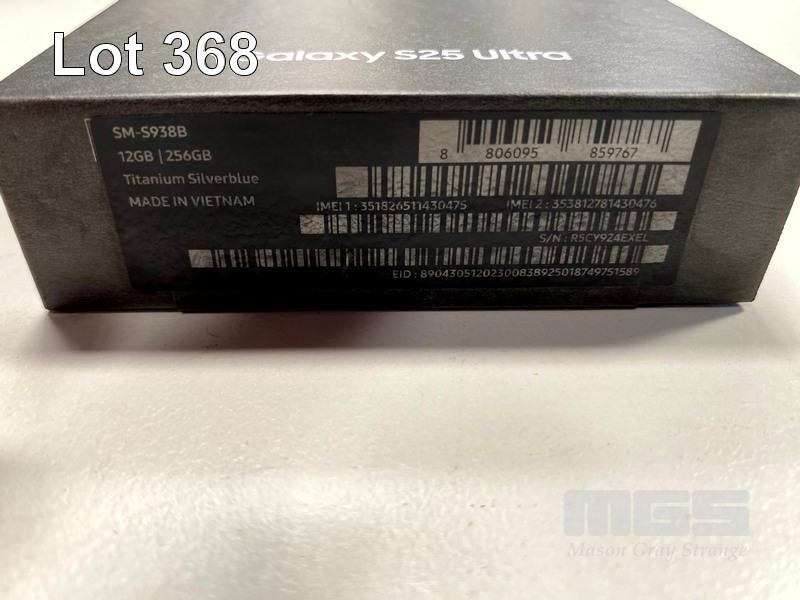 Lot 368
Galaxy S25 Ultra
SM-S938B
12GB | 256GB
Titanium Silverblue
MADE IN VIETNAM
8 806095 859767
IMEI 1 : 351826511430475 IMEI 2 : 353812781430476
S/N : R5CY924EXEL
EID : 89043051202300838925018749751589
MGS
Mason Gray Strange